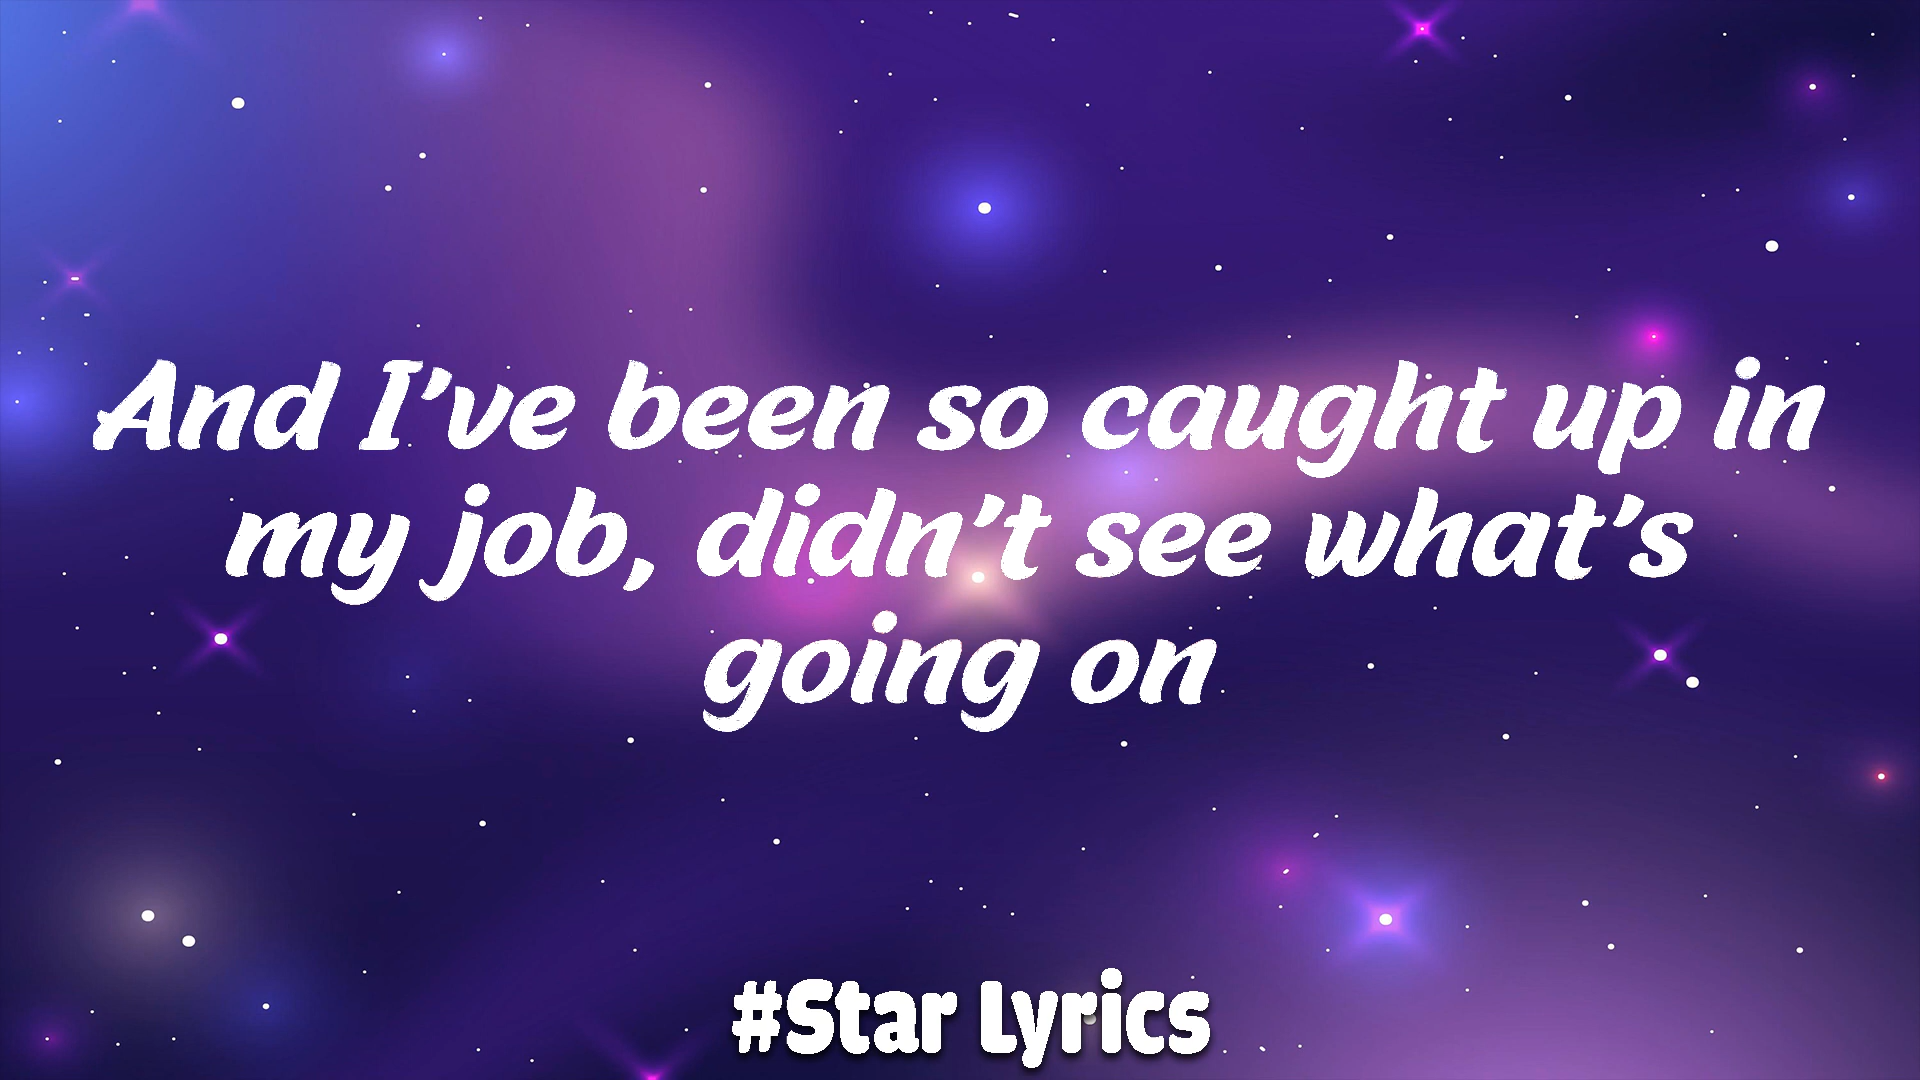 And I've been so caught up in
my job, didn't see what's
going on
#Star Lyrics